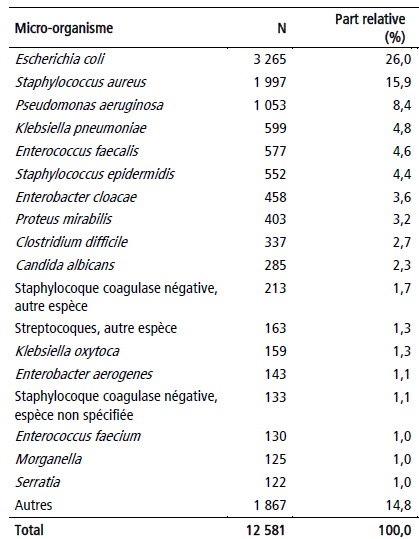 Micro-organisme N Part relative
(%)
Escherichia coli 3 265 26,0
Staphylococcus aureus 1 997 15,9
Pseudomonas aeruginosa 1 053 8,4
Klebsiella pneumoniae 599 4,8
Enterococcus faecalis 577 4,6
Staphylococcus epidermidis 552 4,4
Enterobacter cloacae 458 3,6
Proteus mirabilis 403 3,2
Clostridium difficile 337 2,7
Candida albicans 285 2,3
Staphylocoque coagulase négative, 213 1,7
autre espèce
Streptocoques, autre espèce 163 1,3
Klebsiella oxytoca 159 1,3
Enterobacter aerogenes 143 1,1
Staphylocoque coagulase négative, 133 1,1
espèce non spécifiée
Enterococcus faecium 130 1,0
Morganella 125 1,0
Serratia 122 1,0
Autres 1 867 14,8
Total 12 581 100,0